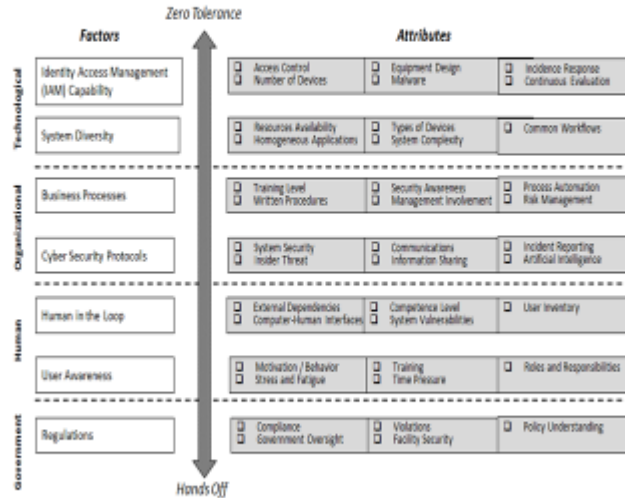 Zero Tolerance
Factors
Attributes
Technological
Identity Access Management
(IAM) Capability
❑ Access Control
❑ Number of Devices
❑ Equipment Design
❑ Malware
❑ Incidence Response
❑ Continuous Evaluation
System Diversity
❑ Resources Availability
❑ Homogeneous Applications
❑ Types of Devices
❑ System Complexity
❑ Common Workflows
Organizational
Business Processes
❑ Training Level
❑ Written Procedures
❑ Security Awareness
❑ Management Involvement
❑ Process Automation
❑ Risk Management
Cyber Security Protocols
❑ System Security
❑ Insider Threat
❑ Communications
❑ Information Sharing
❑ Incident Reporting
❑ Artificial Intelligence
Human
Human in the Loop
❑ External Dependencies
❑ Computer-Human Interfaces
❑ Competence Level
❑ System Vulnerabilities
❑ User Inventory
User Awareness
❑ Motivation / Behavior
❑ Stress and Fatigue
❑ Training
❑ Time Pressure
❑ Roles and Responsibilities
Government
Regulations
❑ Compliance
❑ Government Oversight
❑ Violations
❑ Facility Security
❑ Policy Understanding
Hands Off